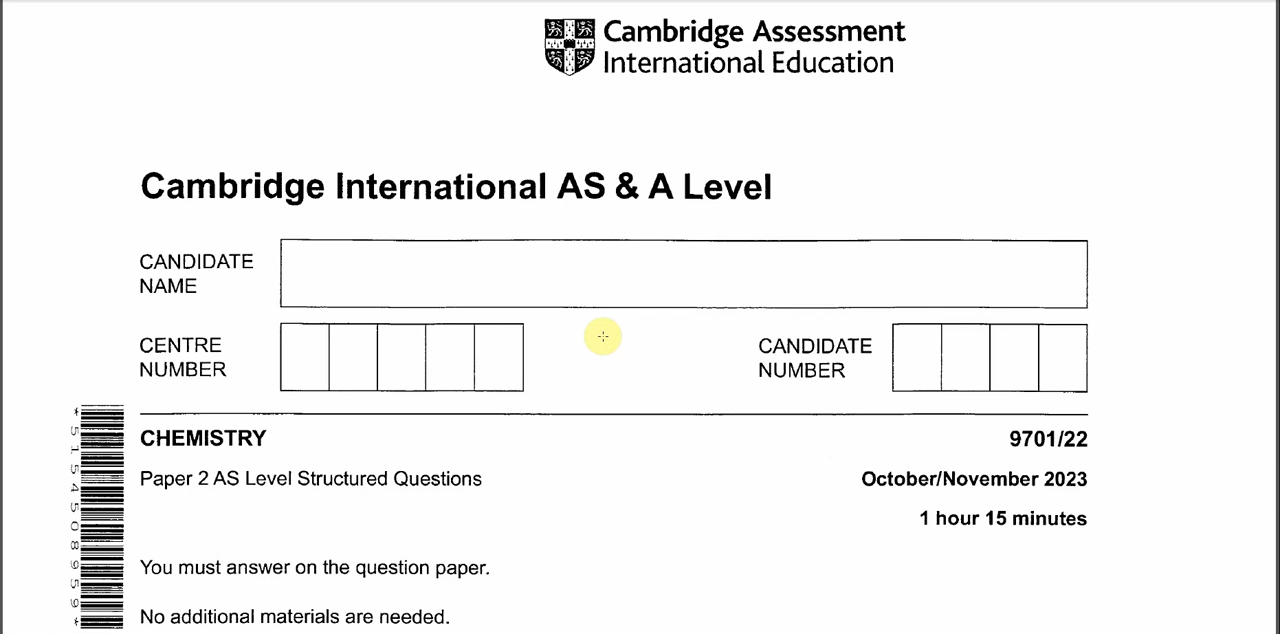 Cambridge Assessment
International Education
Cambridge International AS & A Level
CANDIDATE
NAME
CENTRE
NUMBER
CANDIDATE
NUMBER
CHEMISTRY 9701/22
Paper 2 AS Level Structured Questions October/November 2023
1 hour 15 minutes
You must answer on the question paper.
No additional materials are needed.
*5154508959*